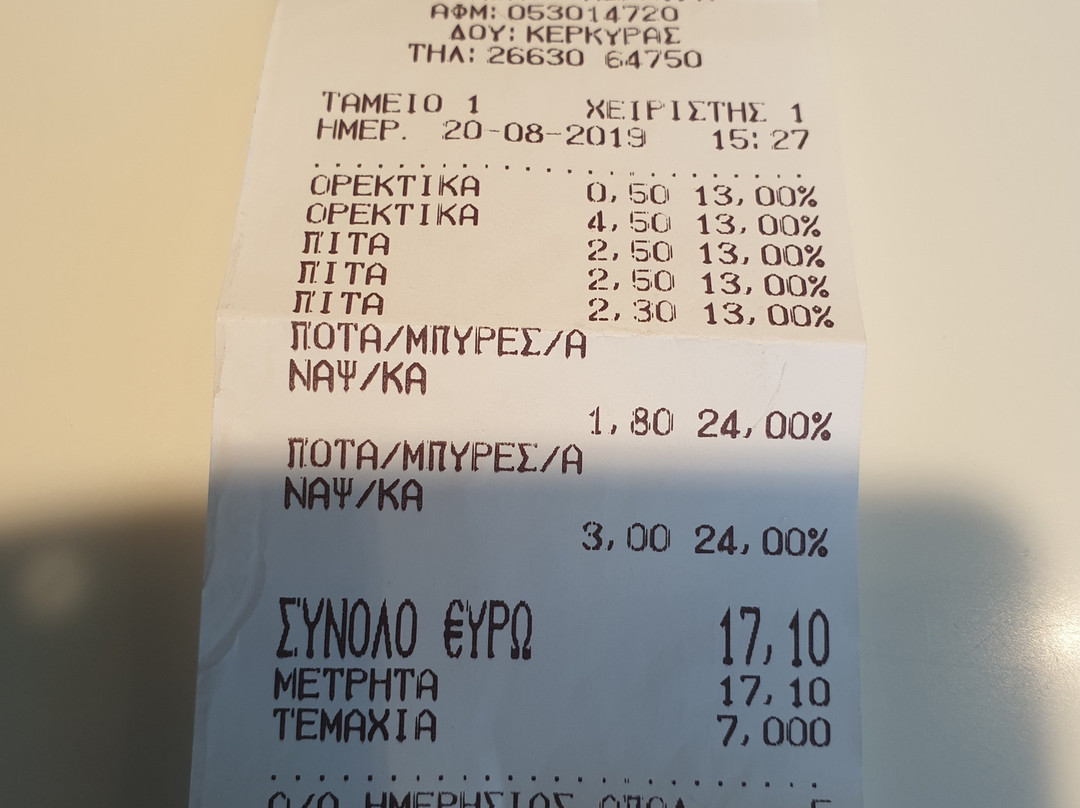 ΑΦΜ: 053014720
ΔΟΥ: ΚΕΡΚΥΡΑΣ
ΤΗΛ: 26630 64750
ΤΑΜΕΙΟ 1 ΧΕΙΡΙΣΤΗΣ 1
ΗΜΕΡ. 20-08-2019 15:27
ΟΡΕΚΤΙΚΑ 0,50 13,00%
ΟΡΕΚΤΙΚΑ 4,50 13,00%
ΠΙΤΑ 2,50 13,00%
ΠΙΤΑ 2,50 13,00%
ΠΙΤΑ 2,30 13,00%
ΠΟΤΑ/ΜΠΥΡΕΣ/Α
ΝΑΨ/ΚΑ
1,80 24,00%
ΠΟΤΑ/ΜΠΥΡΕΣ/Α
ΝΑΨ/ΚΑ
3,00 24,00%
ΣΥΝΟΛΟ €ΥΡΩ 17,10
ΜΕΤΡΗΤΑ 17,10
ΤΕΜΑΧΙΑ 7,000